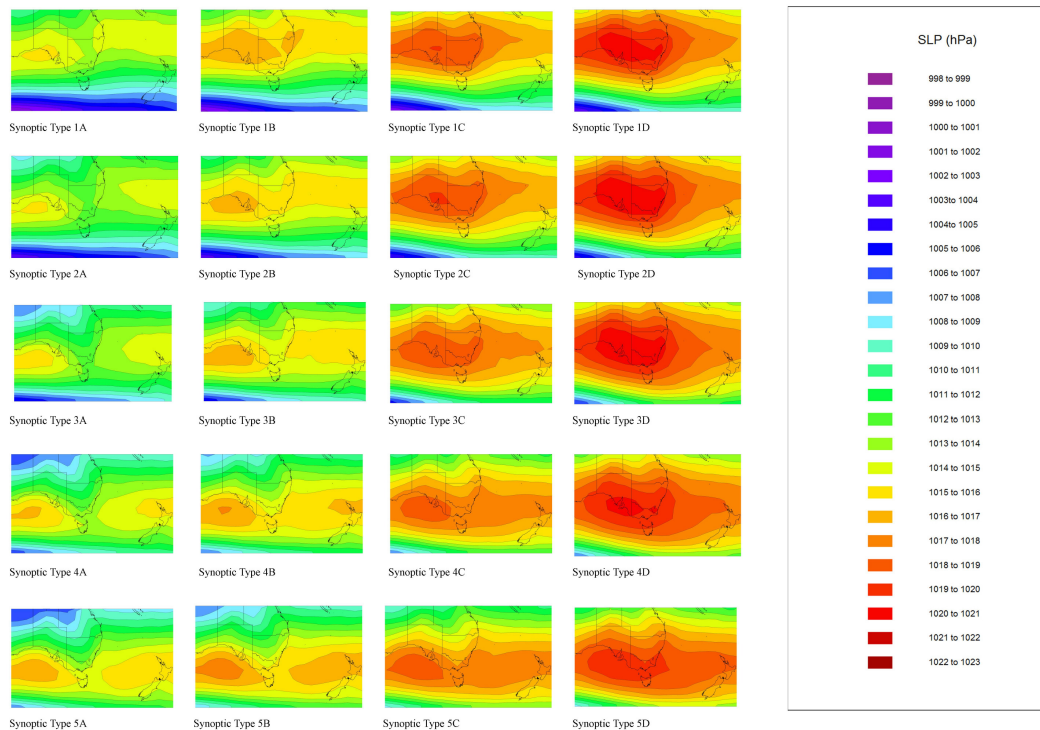 Synoptic Type 1A
Synoptic Type 1B
Synoptic Type 1C
Synoptic Type 1D
Synoptic Type 2A
Synoptic Type 2B
Synoptic Type 2C
Synoptic Type 2D
Synoptic Type 3A
Synoptic Type 3B
Synoptic Type 3C
Synoptic Type 3D
Synoptic Type 4A
Synoptic Type 4B
Synoptic Type 4C
Synoptic Type 4D
Synoptic Type 5A
Synoptic Type 5B
Synoptic Type 5C
Synoptic Type 5D
SLP (hPa)
998 to 999
999 to 1000
1000 to 1001
1001 to 1002
1002 to 1003
1003to 1004
1004to 1005
1005 to 1006
1006 to 1007
1007 to 1008
1008 to 1009
1009 to 1010
1010 to 1011
1011 to 1012
1012 to 1013
1013 to 1014
1014 to 1015
1015 to 1016
1016 to 1017
1017 to 1018
1018 to 1019
1019 to 1020
1020 to 1021
1021 to 1022
1022 to 1023